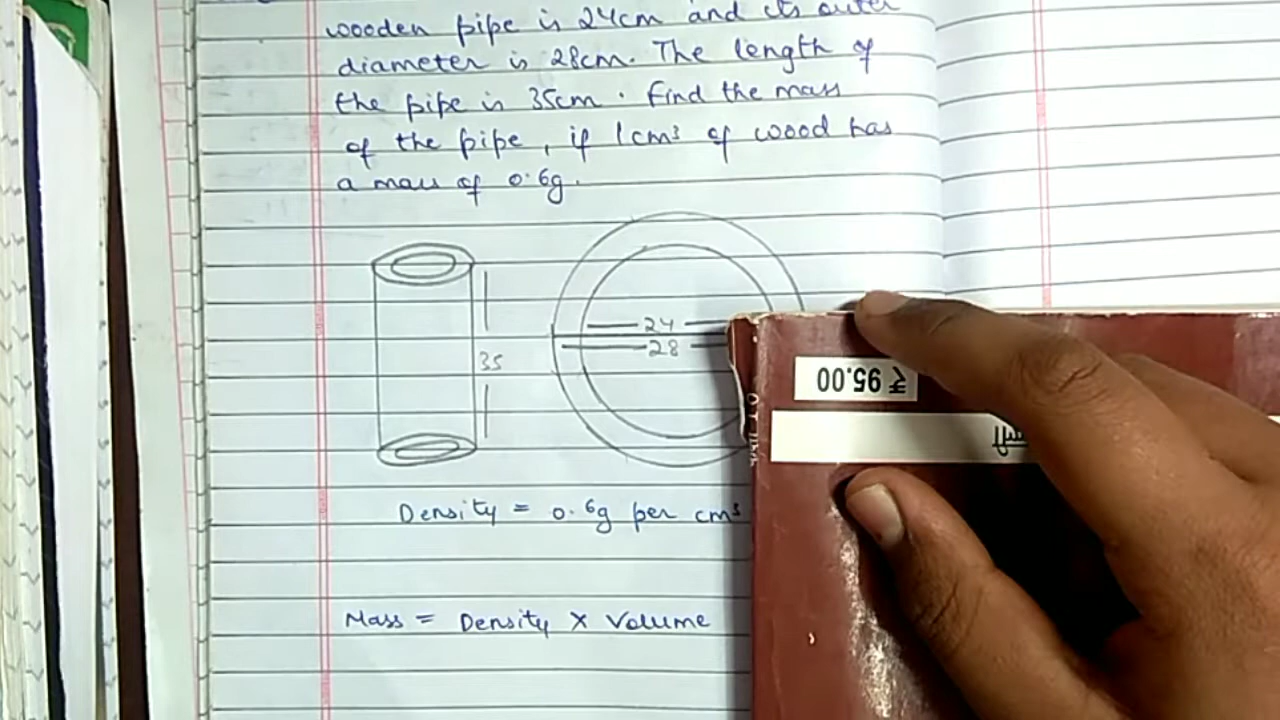 wooden pipe is 24cm and its outer
diameter is 28cm. The length of
the pipe is 35cm. Find the mass
of the pipe, if 1cm³ of wood has
a mass of 0.6g.
24
28
35
₹ 95.00
Density = 0.6g per cm³
Mass = Density × Volume